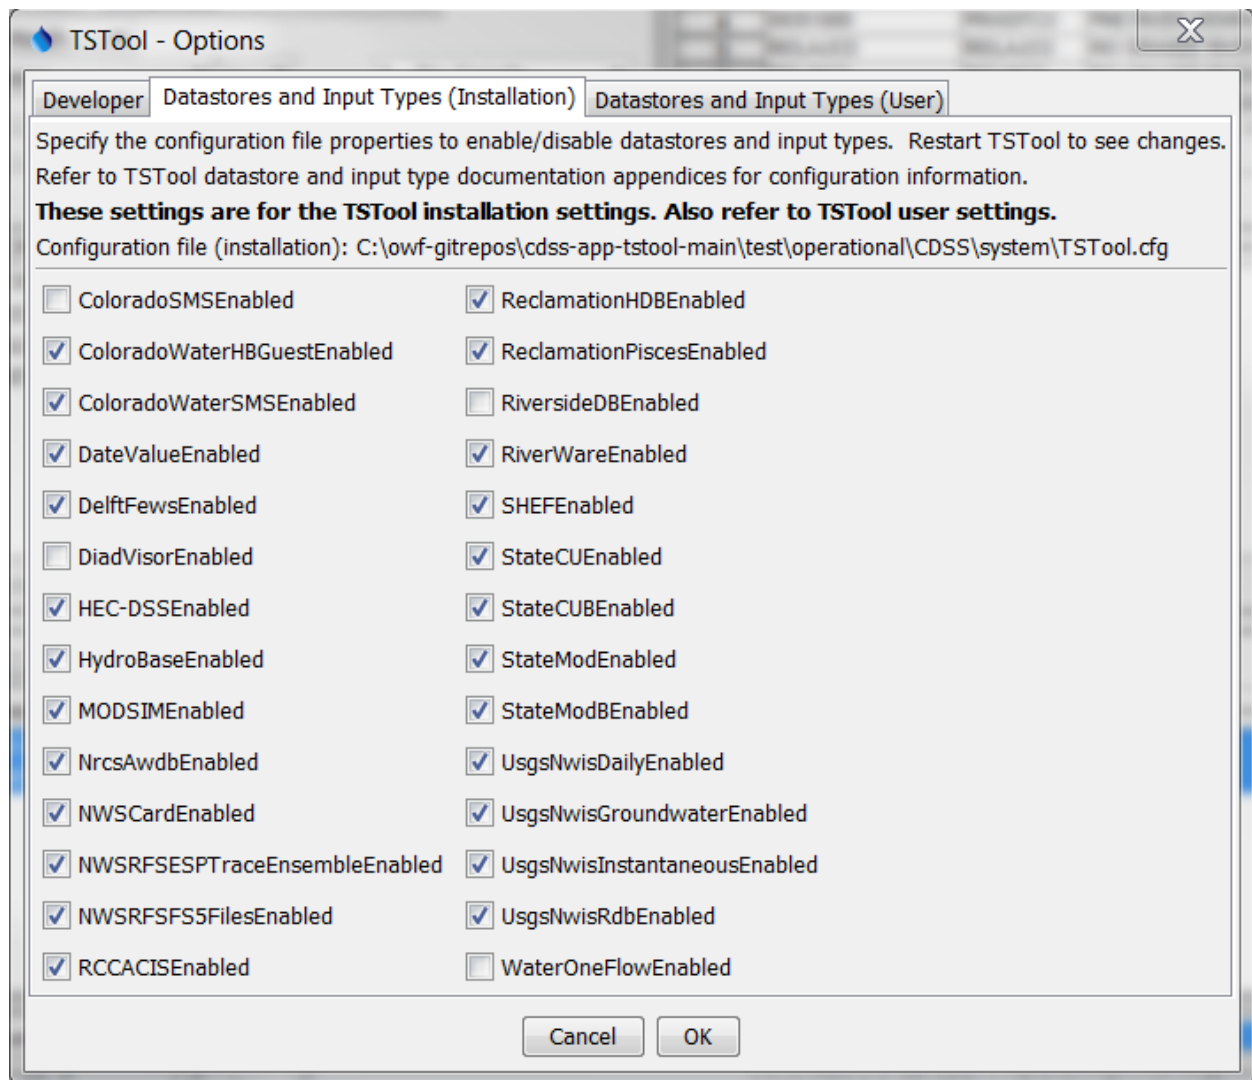 TSTool - Options
Developer Datastores and Input Types (Installation) Datastores and Input Types (User)
Specify the configuration file properties to enable/disable datastores and input types.  Restart TSTool to see changes.
Refer to TSTool datastore and input type documentation appendices for configuration information.
These settings are for the TSTool installation settings. Also refer to TSTool user settings.
Configuration file (installation): C:\owf-gitrepos\cdss-app-tstool-main\test\operational\CDSS\system\TSTool.cfg
ColoradoSMSEnabled ReclamationHDBEnabled
ColoradoWaterHBGuestEnabled ReclamationPiscesEnabled
ColoradoWaterSMSEnabled RiversideDBEnabled
DateValueEnabled RiverWareEnabled
DelftFewsEnabled SHEFEnabled
DiadVisorEnabled StateCUEnabled
HEC-DSSEnabled StateCUBEnabled
HydroBaseEnabled StateModEnabled
MODSIMEnabled StateModBEnabled
NrcsAwdbEnabled UsgsNwisDailyEnabled
NWSCardEnabled UsgsNwisGroundwaterEnabled
NWSRFSESPTraceEnsembleEnabled UsgsNwisInstantaneousEnabled
NWSRFSFS5FilesEnabled UsgsNwisRdbEnabled
RCCACISEnabled WaterOneFlowEnabled
Cancel OK